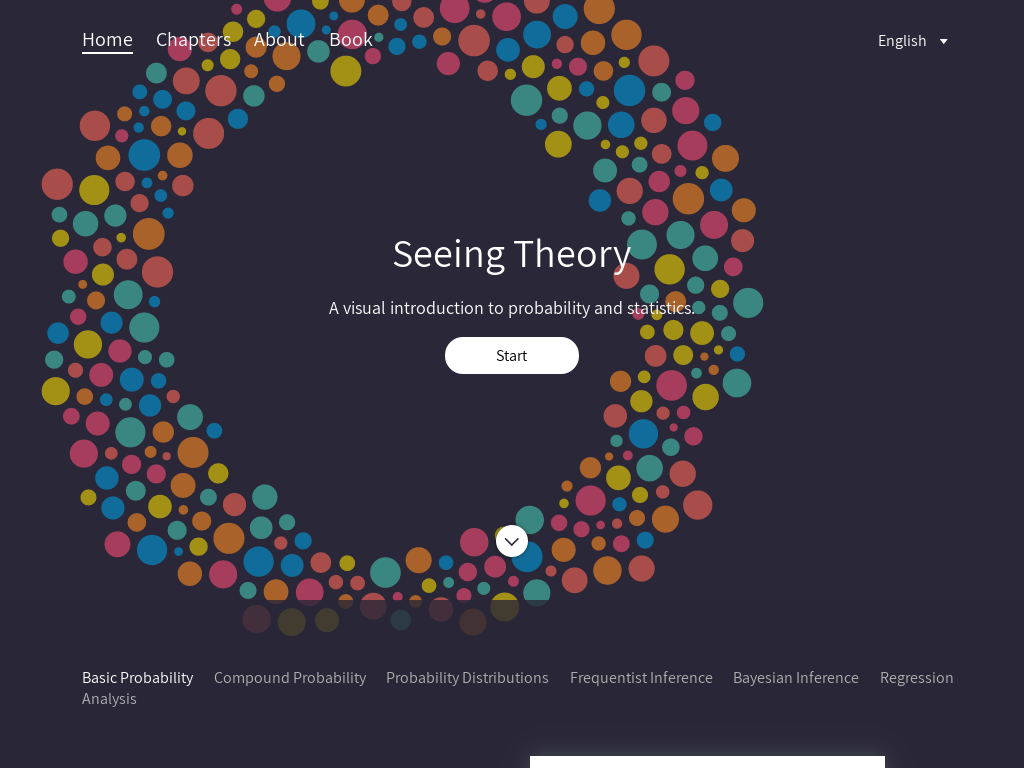 Home Chapters About Book English
Seeing Theory
A visual introduction to probability and statistics.
Start
Basic Probability Compound Probability Probability Distributions Frequentist Inference Bayesian Inference Regression
Analysis